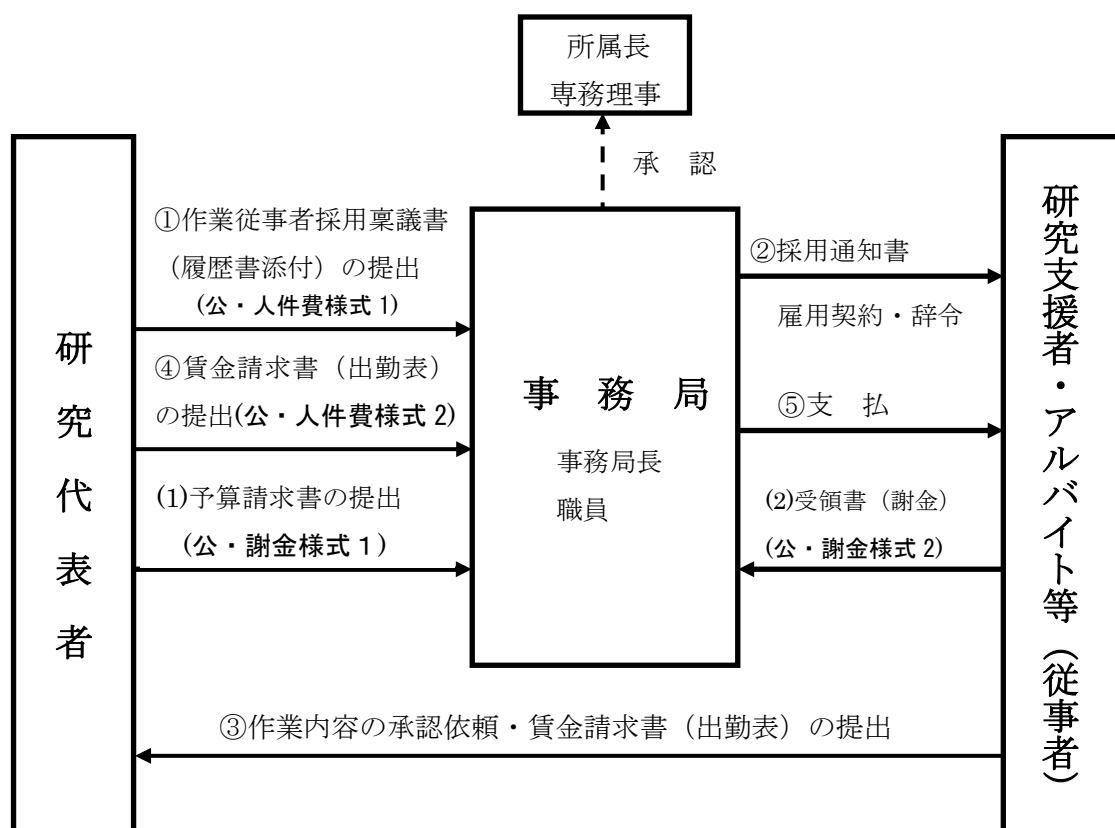 所属長
専務理事
承　認
研究代表者
①作業従事者採用稟議書
（履歴書添付）の提出
(公・人件費様式 1)
④賃金請求書（出勤表）
の提出(公・人件費様式 2)
(1)予算請求書の提出
(公・謝金様式１)
事　務　局
事務局長
職員
②採用通知書
雇用契約・辞令
⑤支　払
(2)受領書（謝金）
(公・謝金様式 2)
研究支援者・アルバイト等（従事者）
③作業内容の承認依頼・賃金請求書（出勤表）の提出